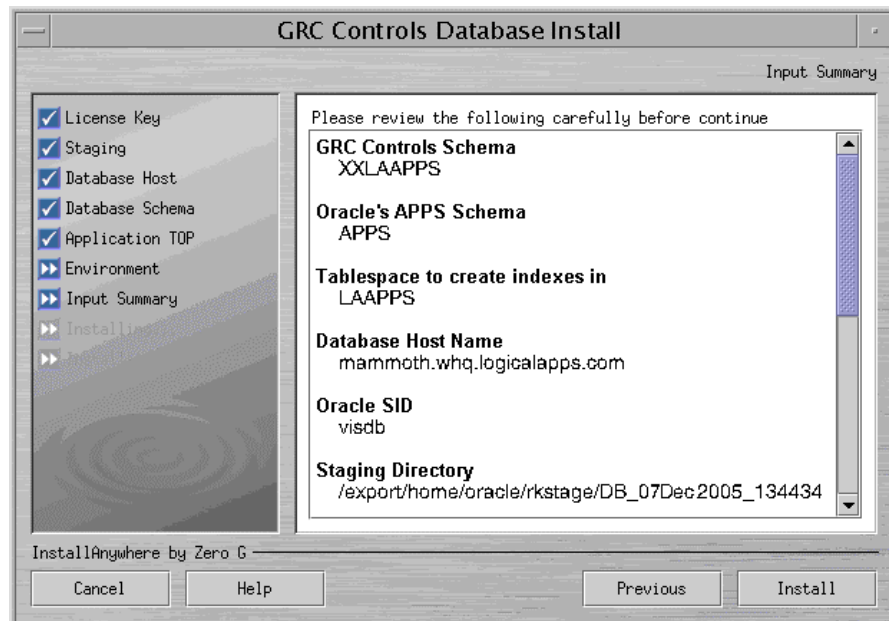 GRC Controls Database Install
Input Summary
License Key
Staging
Database Host
Database Schema
Application TOP
Environment
Input Summary
Installing...
Please review the following carefully before continue
GRC Controls Schema
XXLAAPPS
Oracle's APPS Schema
APPS
Tablespace to create indexes in
LAAPPS
Database Host Name
mammoth.whq.logicalapps.com
Oracle SID
visdb
Staging Directory
/export/home/oracle/rkstage/DB_07Dec2005_134434
InstallAnywhere by Zero G
Cancel
Help
Previous
Install